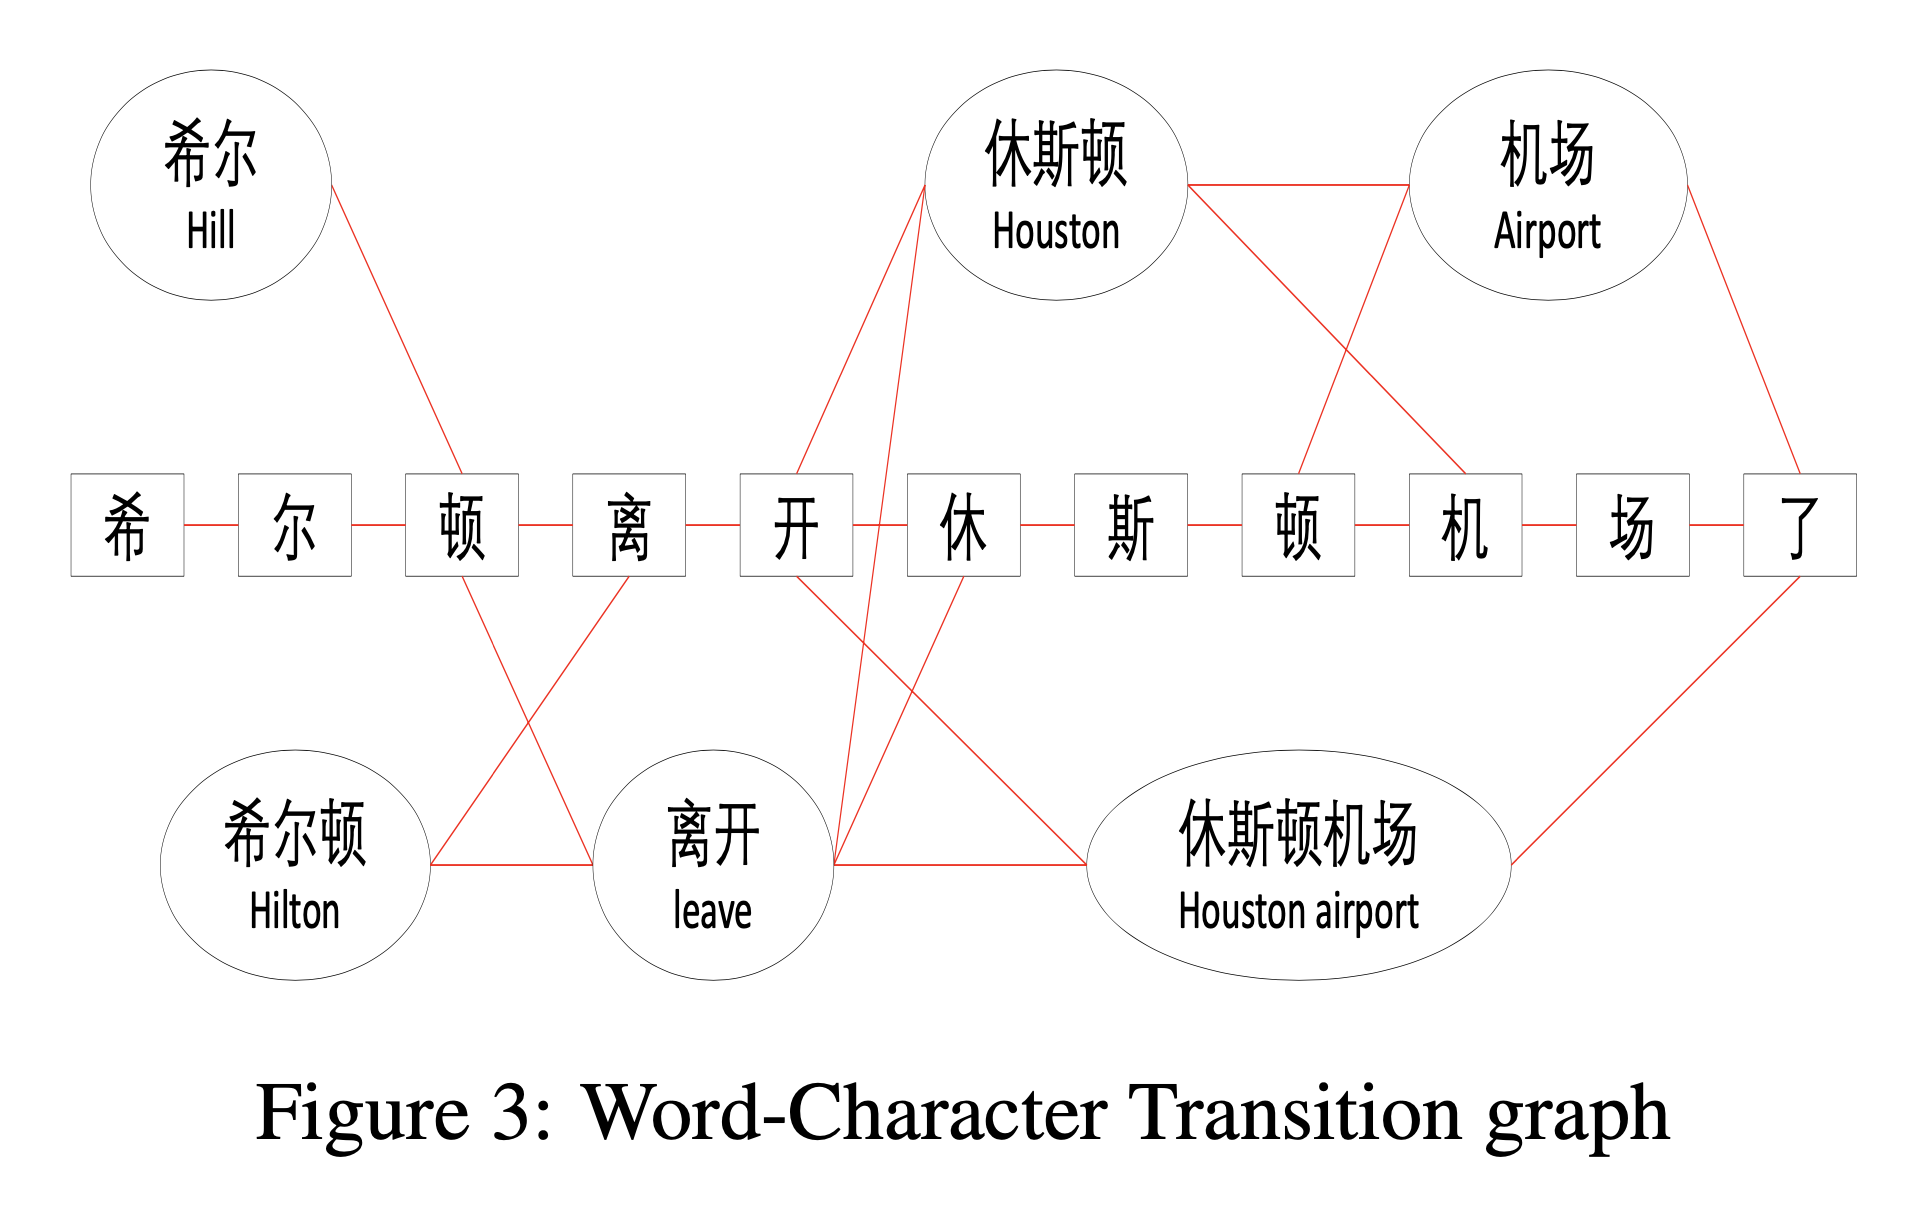 希尔
Hill
休斯顿
Houston
机场
Airport
希 尔 顿 离 开 休 斯 顿 机 场 了
希尔顿
Hilton
离开
leave
休斯顿机场
Houston airport
Figure 3: Word-Character Transition graph